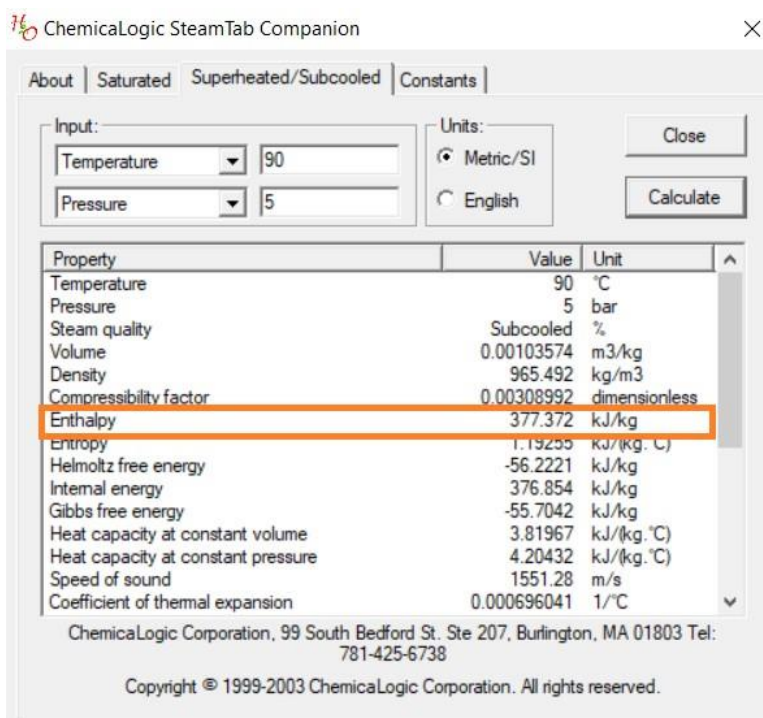 H2O ChemicaLogic SteamTab Companion
About Saturated Superheated/Subcooled Constants
Input: Units:
Temperature 90 Metric/SI Close
Pressure 5 English Calculate
Property Value Unit
Temperature 90 °C
Pressure 5 bar
Steam quality Subcooled %
Volume 0.00103574 m3/kg
Density 965.492 kg/m3
Compressibility factor 0.00308992 dimensionless
Enthalpy 377.372 kJ/kg
Entropy 1.19255 kJ/(kg.°C)
Helmoltz free energy -56.2221 kJ/kg
Internal energy 376.854 kJ/kg
Gibbs free energy -55.7042 kJ/kg
Heat capacity at constant volume 3.81967 kJ/(kg.°C)
Heat capacity at constant pressure 4.20432 kJ/(kg.°C)
Speed of sound 1551.28 m/s
Coefficient of thermal expansion 0.000696041 1/°C
ChemicaLogic Corporation, 99 South Bedford St. Ste 207, Burlington, MA 01803 Tel:
781-425-6738
Copyright © 1999-2003 ChemicaLogic Corporation. All rights reserved.